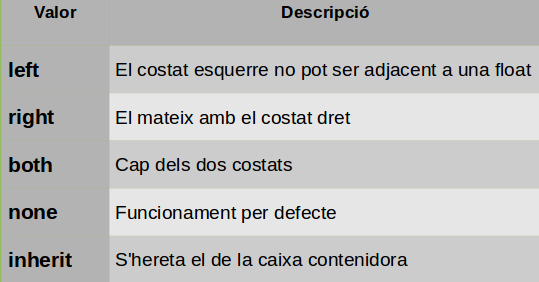 Valor Descripció
left El costat esquerre no pot ser adjacent a una float
right El mateix amb el costat dret
both Cap dels dos costats
none Funcionament per defecte
inherit S'hereta el de la caixa contenidora